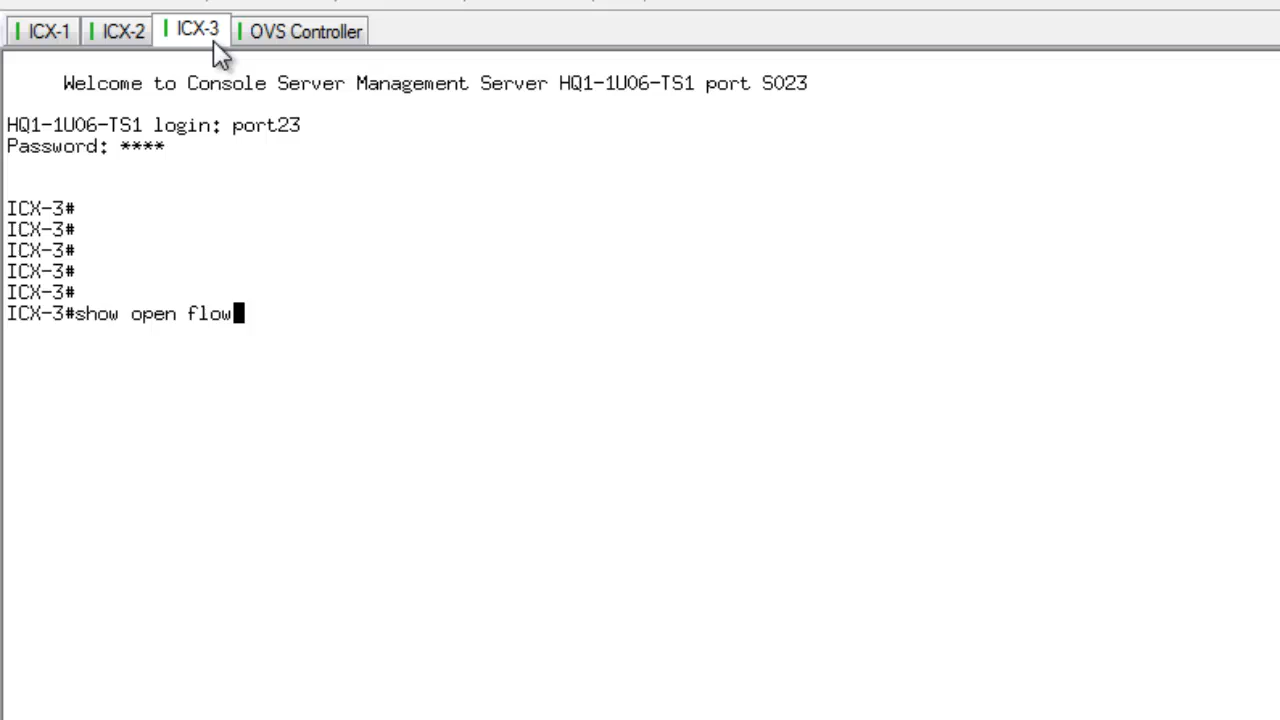 ICX-1 ICX-2 ICX-3 OVS Controller
Welcome to Console Server Management Server HQ1-1U06-TS1 port S023
HQ1-1U06-TS1 login: port23
Password: ****
ICX-3#
ICX-3#
ICX-3#
ICX-3#
ICX-3#
ICX-3#show open flow